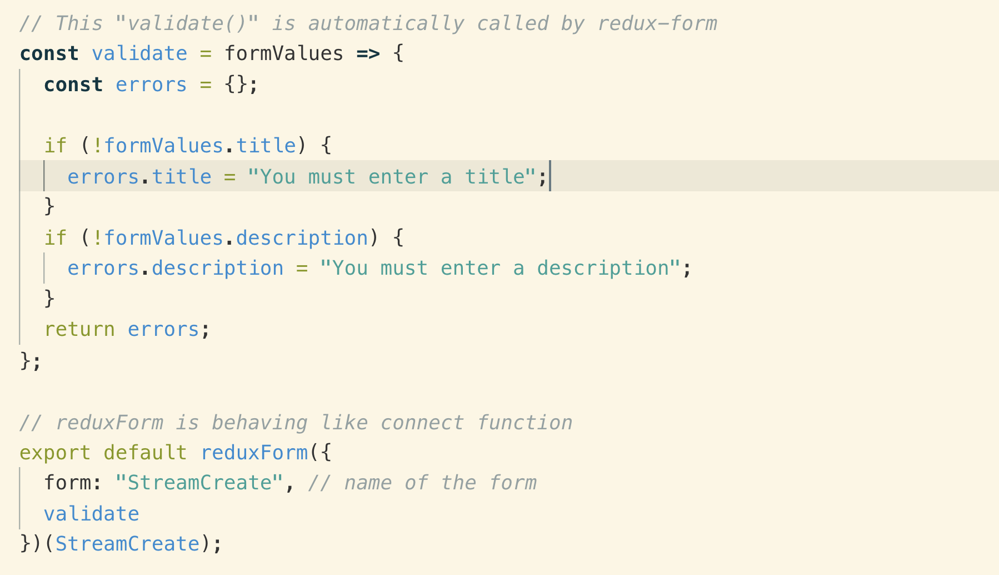 // This "validate()" is automatically called by redux-form
const validate = formValues => {
  const errors = {};

  if (!formValues.title) {
    errors.title = "You must enter a title";
  }
  if (!formValues.description) {
    errors.description = "You must enter a description";
  }
  return errors;
};

// reduxForm is behaving like connect function
export default reduxForm({
  form: "StreamCreate", // name of the form
  validate
})(StreamCreate);